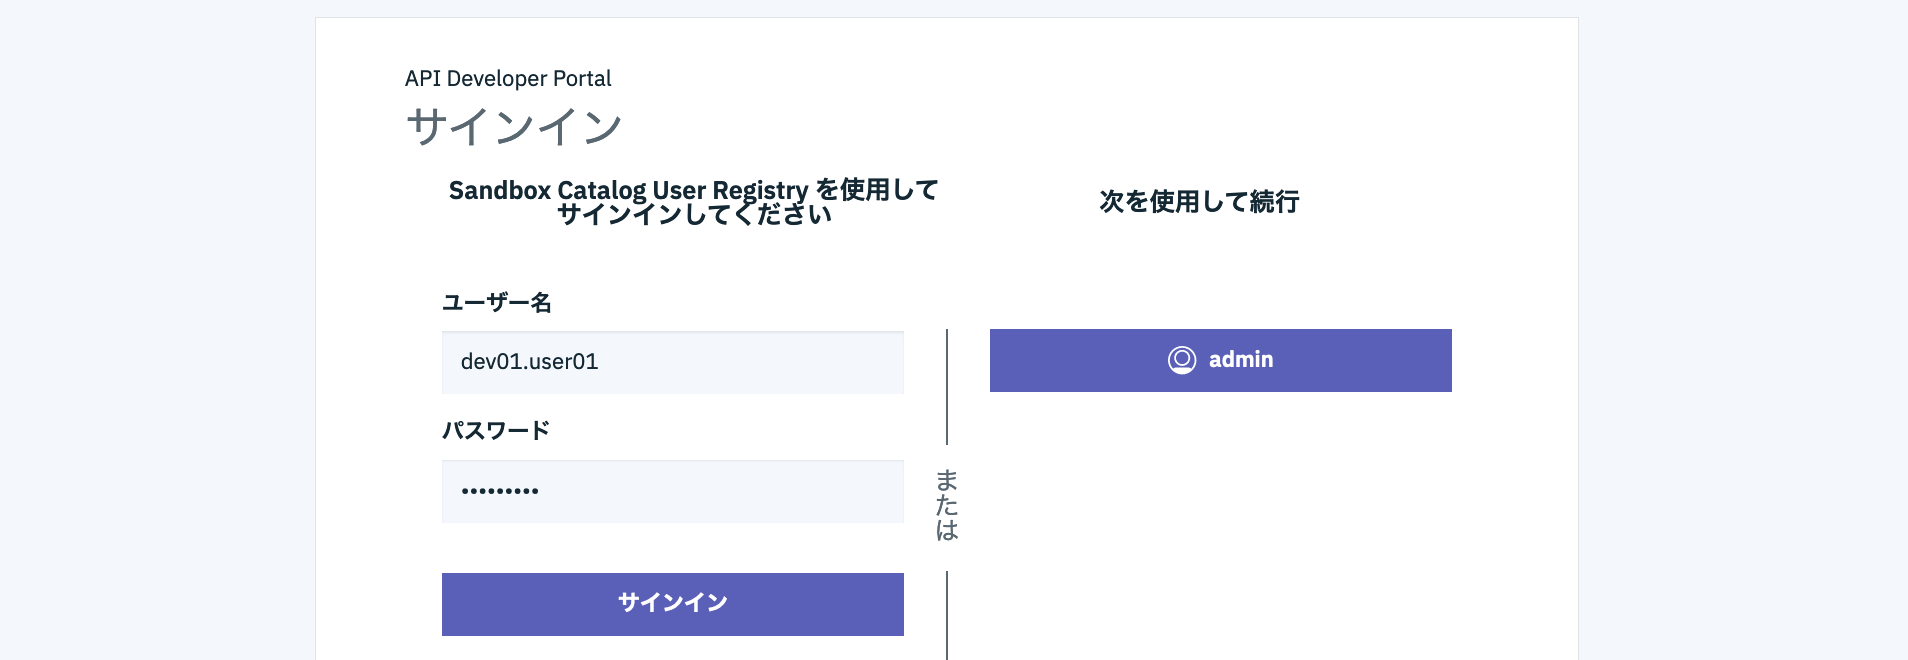 API Developer Portal
サインイン
Sandbox Catalog User Registry を使用して
サインインしてください
ユーザー名
dev01.user01
パスワード
•••••••••
サインイン
または
次を使用して続行
admin